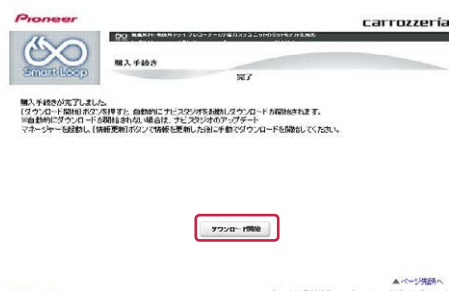 Pioneer
carrozzeria
Smart Loop
購入手続き
完了
購入手続きが完了しました。
[ダウンロード開始]ボタンを押すと、自動的にナビスタジオを起動しダウンロードが開始されます。
※自動的にダウンロードが開始されない場合は、ナビスタジオのアップデート
マネージャーを起動し、[情報更新]ボタンで情報を更新した後に手動でダウンロードを開始してください。
ダウンロード開始
▲ページ先頭へ